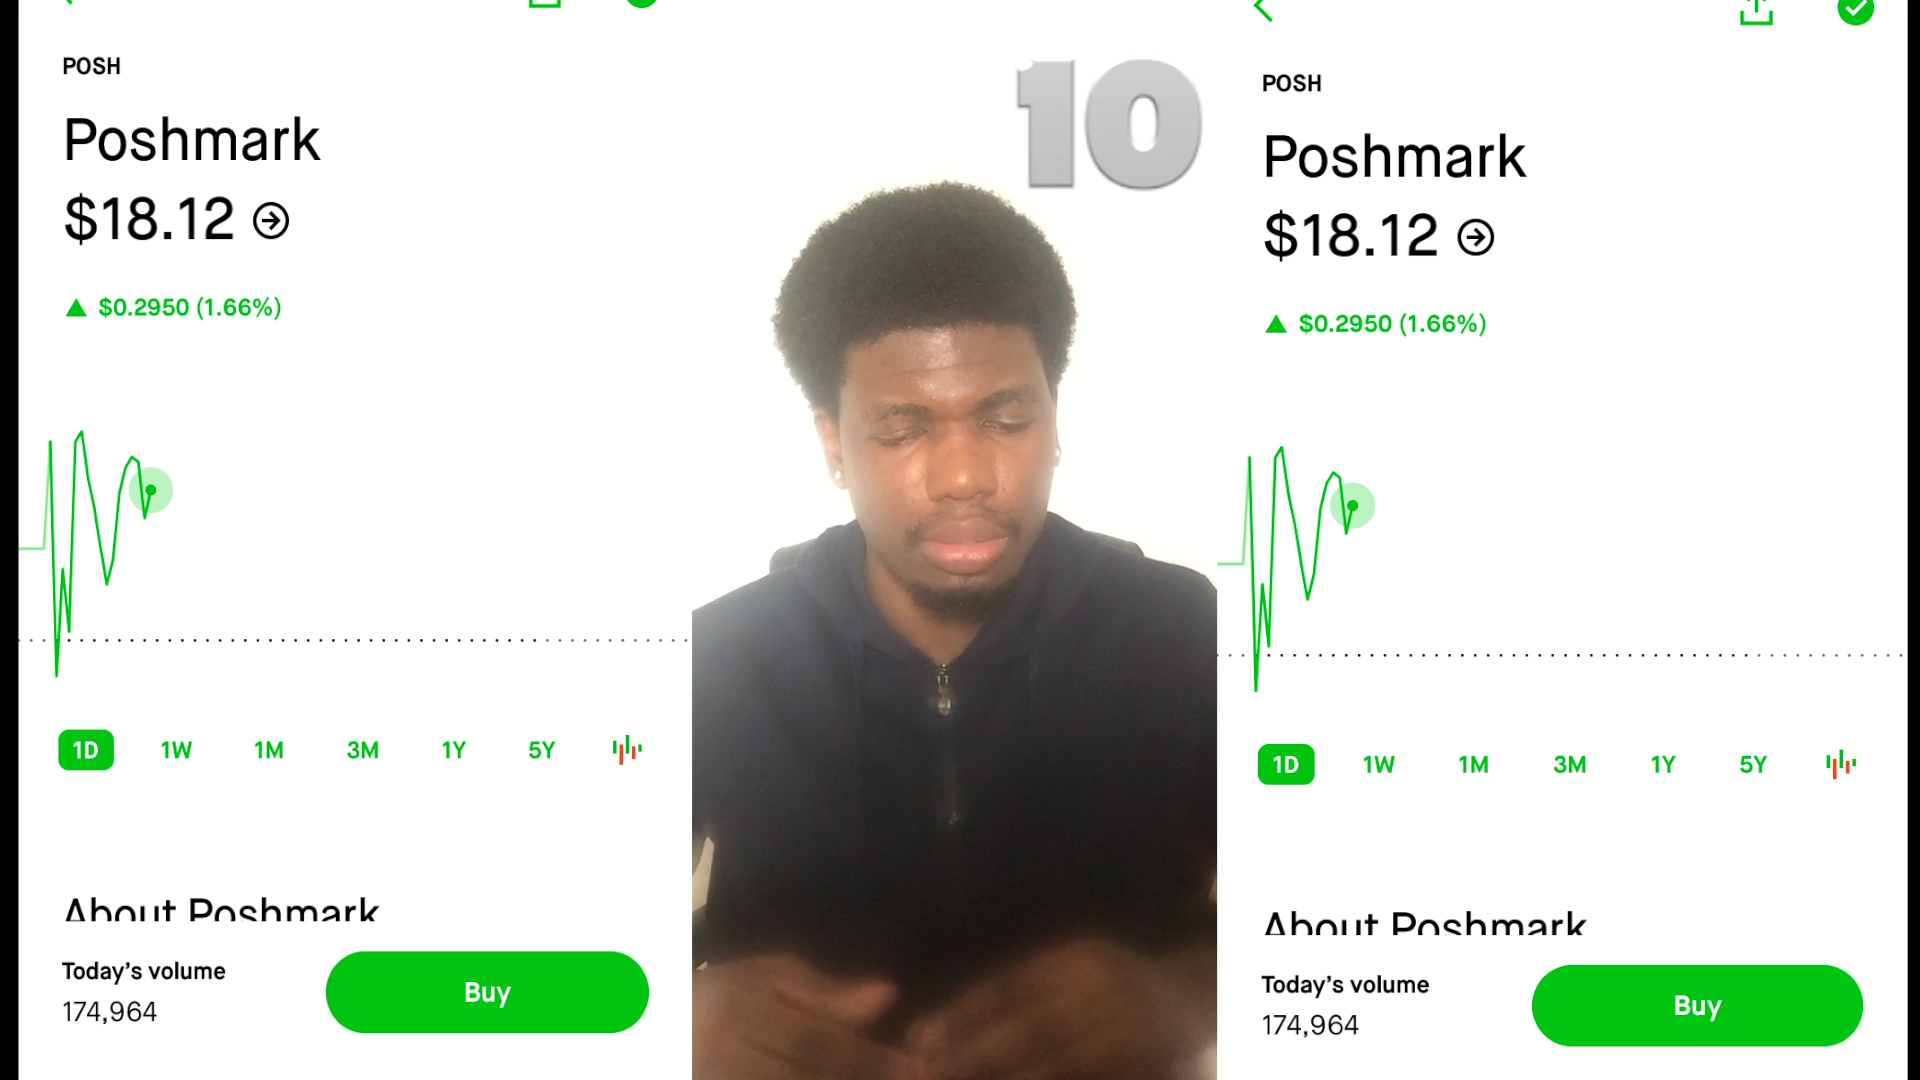 POSH
Poshmark
$18.12
$0.2950 (1.66%)
1D 1W 1M 3M 1Y 5Y
About Poshmark
Today's volume
174,964
Buy
10
POSH
Poshmark
$18.12
$0.2950 (1.66%)
1D 1W 1M 3M 1Y 5Y
About Poshmark
Today's volume
174,964
Buy